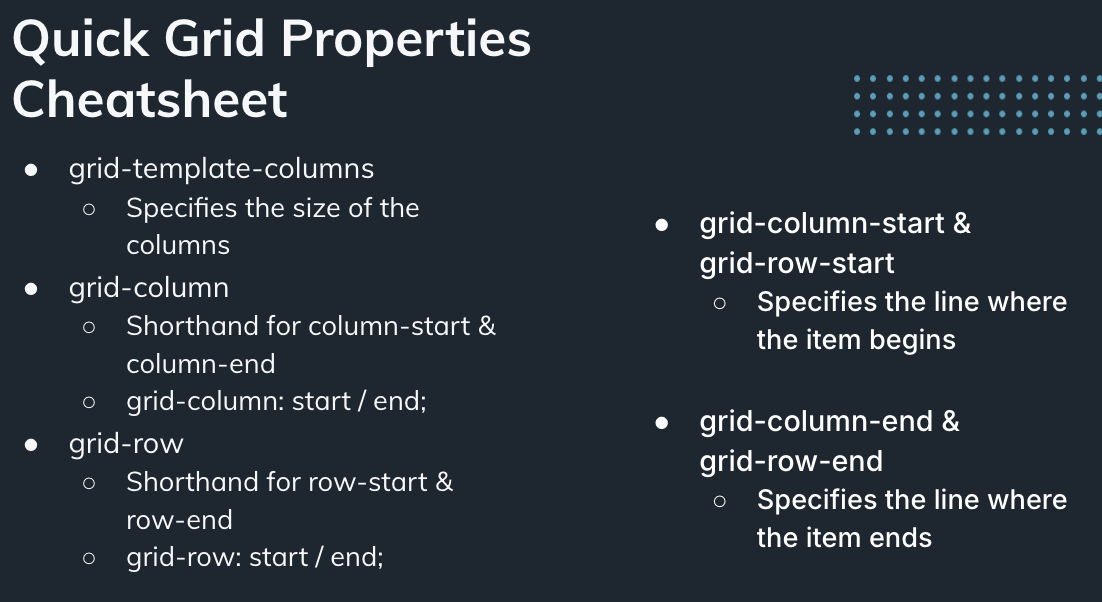 Quick Grid Properties
Cheatsheet
● grid-template-columns
○ Specifies the size of the
columns
● grid-column
○ Shorthand for column-start &
column-end
○ grid-column: start / end;
● grid-row
○ Shorthand for row-start &
row-end
○ grid-row: start / end;
● grid-column-start &
grid-row-start
○ Specifies the line where
the item begins
● grid-column-end &
grid-row-end
○ Specifies the line where
the item ends